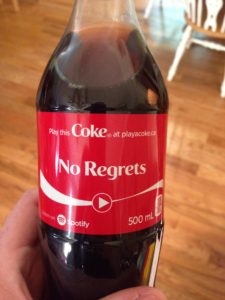 Play this Coke® at playacoke.ca
No Regrets
Spotify
500 mL